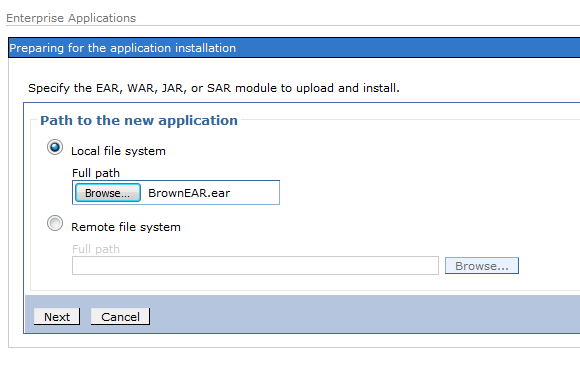 Enterprise Applications
Preparing for the application installation
Specify the EAR, WAR, JAR, or SAR module to upload and install.
Path to the new application
Local file system
Full path
Browse... BrownEAR.ear
Remote file system
Full path
Browse...
Next Cancel